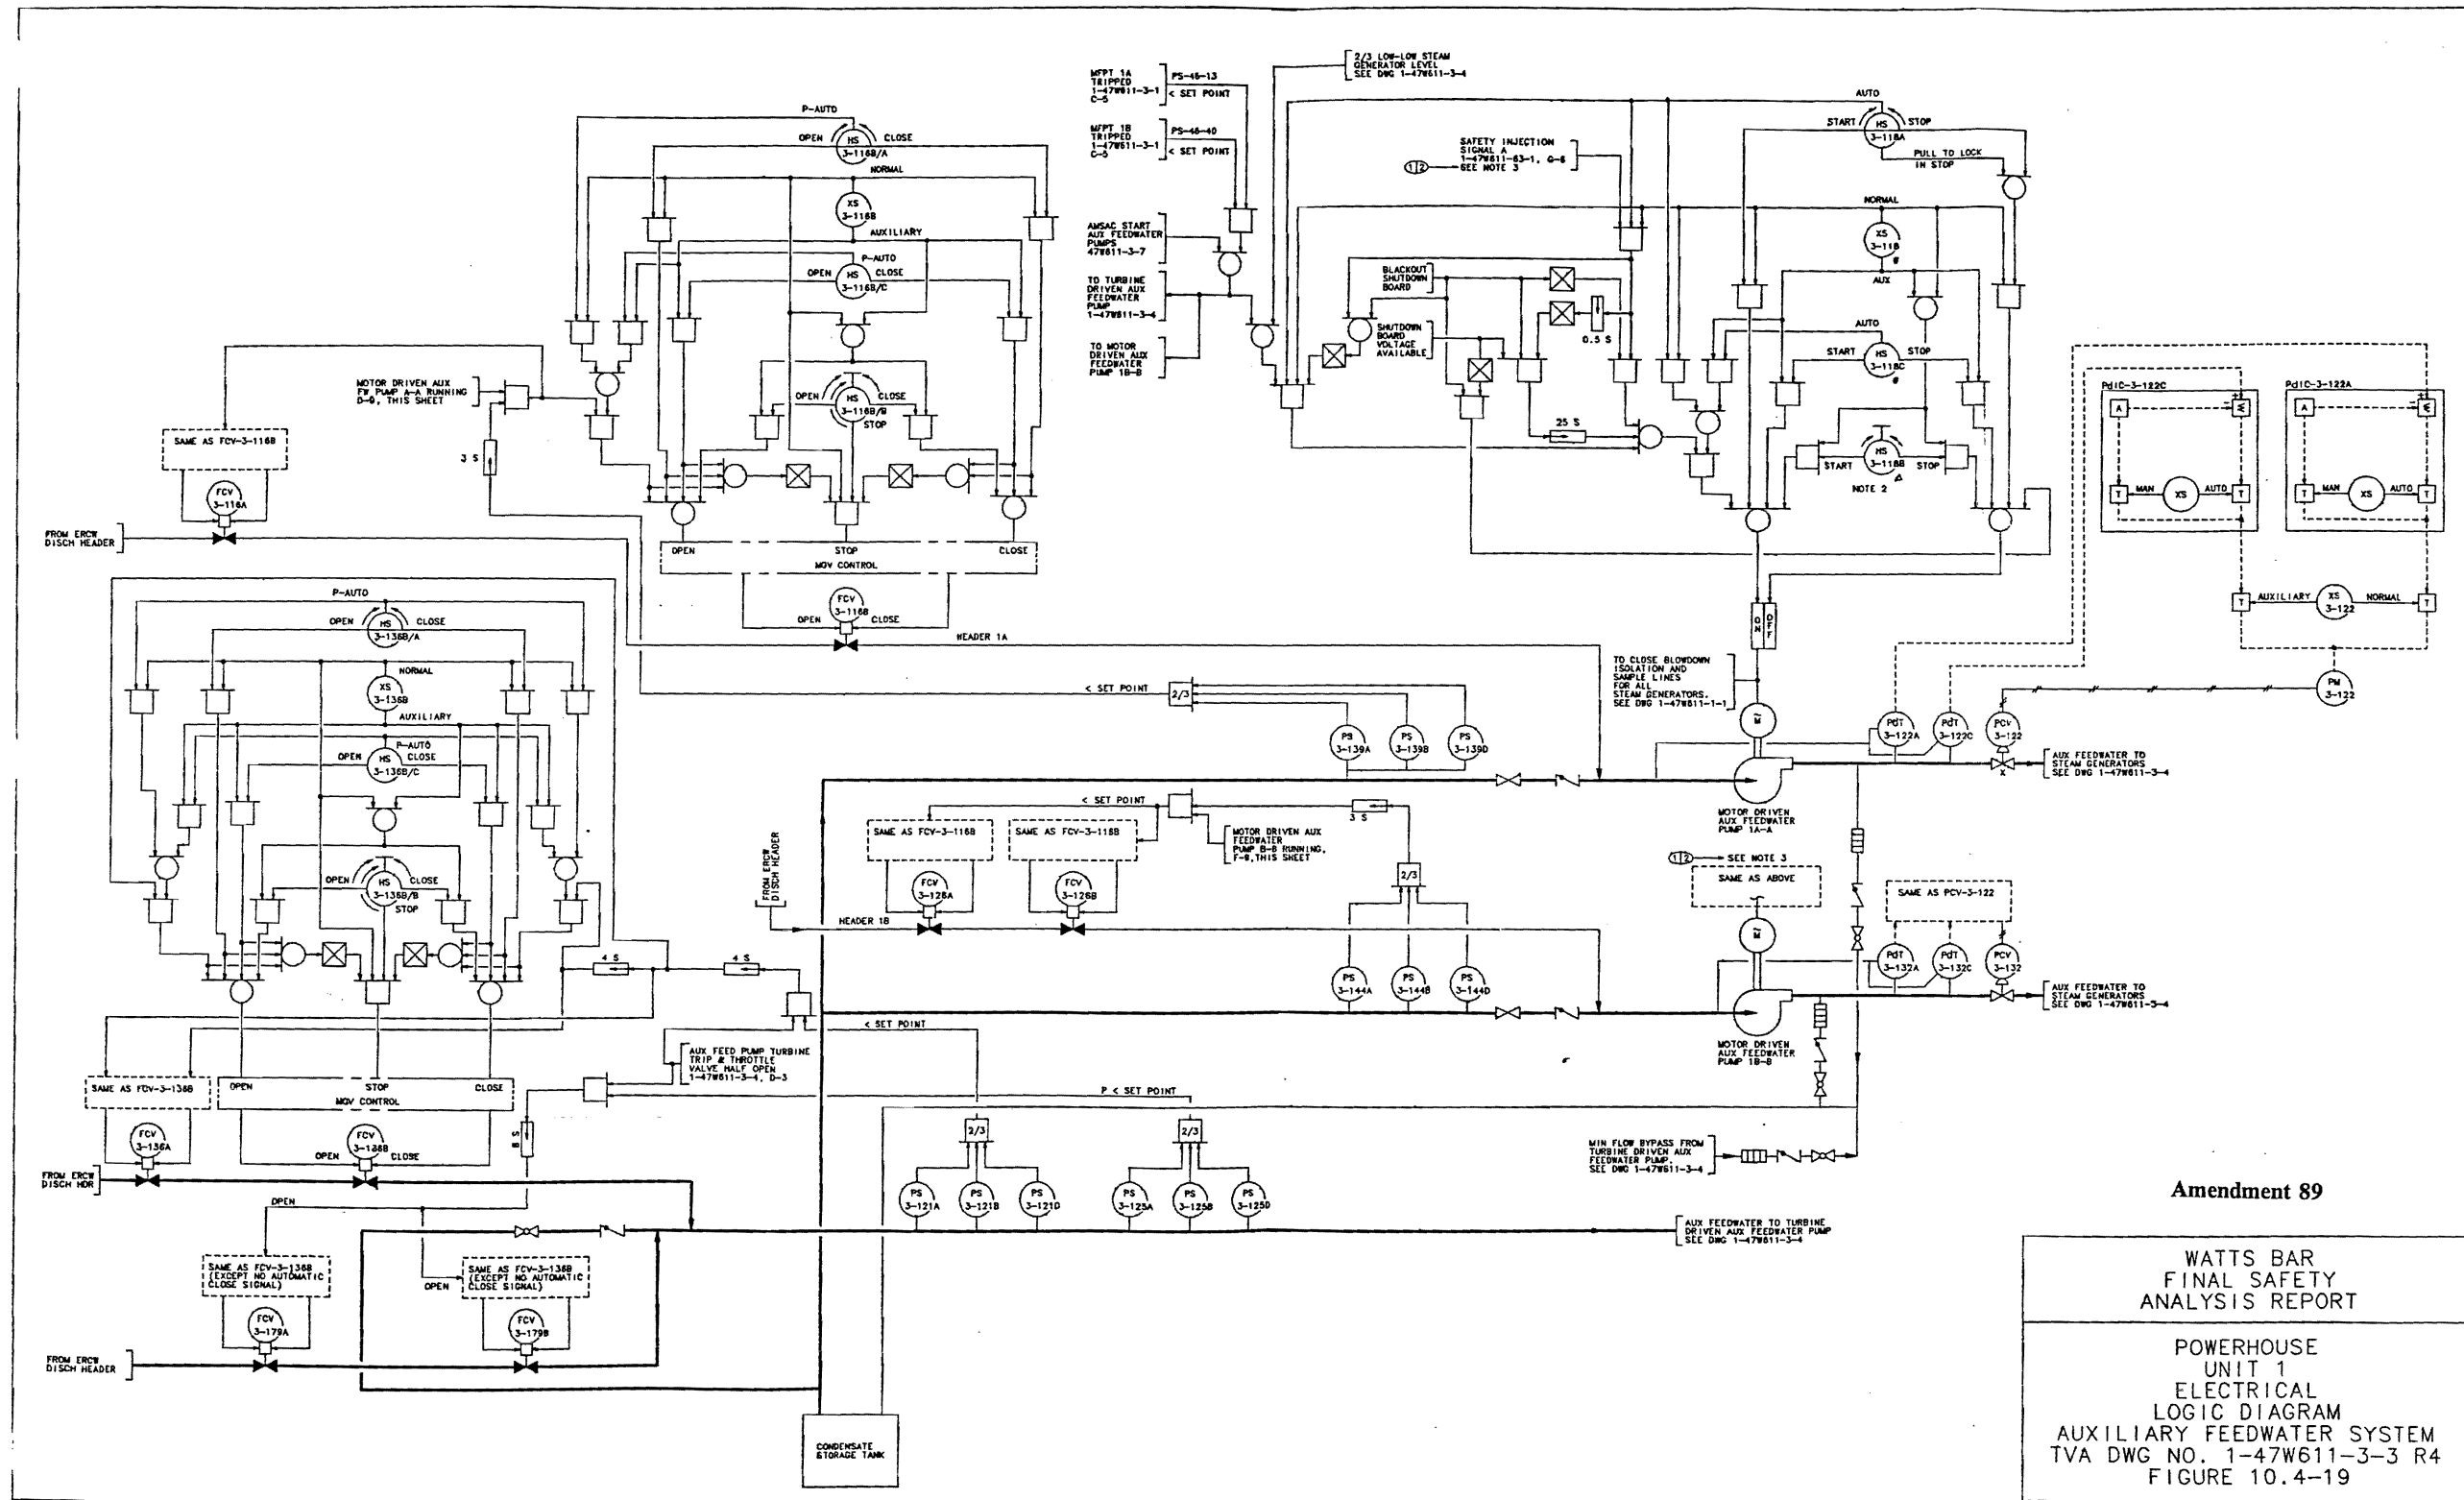 2/3 LOW-LOW STEAM
GENERATOR LEVEL
SEE DWG 1-47W611-3-4
MFPT 1A
TRIPPED
1-47W611-3-1
C-5
PS-46-13
< SET POINT
MFPT 1B
TRIPPED
1-47W611-3-1
C-5
PS-46-40
< SET POINT
SAFETY INJECTION
SIGNAL A
1-47W611-63-1, G-6
SEE NOTE 3
1 2
AMSAC START
AUX FEEDWATER
PUMPS
47W611-3-7
TO TURBINE
DRIVEN AUX
FEEDWATER
PUMP
1-47W611-3-4
TO MOTOR
DRIVEN AUX
FEEDWATER
PUMP 1B-B
BLACKOUT
SHUTDOWN
BOARD
SHUTDOWN
BOARD
VOLTAGE
AVAILABLE
0.5 S
25 S
AUTO
START
HS
3-118A
STOP
PULL TO LOCK
IN STOP
NORMAL
XS
3-118
AUX
AUTO
START
HS
3-118C
STOP
START
HS
3-118B
STOP
NOTE 2
ON
OFF
PdIC-3-122C
A
T
MAN
XS
AUTO
T
PdIC-3-122A
A
T
MAN
XS
AUTO
T
T
AUXILIARY
XS
3-122
NORMAL
T
PM
3-122
P-AUTO
OPEN
HS
3-116B/A
CLOSE
NORMAL
XS
3-116B
AUXILIARY
P-AUTO
OPEN
HS
3-116B/C
CLOSE
OPEN
HS
3-116B/B
CLOSE
STOP
MOTOR DRIVEN AUX
FW PUMP A-A RUNNING
D-9, THIS SHEET
3 S
SAME AS FCV-3-116B
FCV
3-116A
FROM ERCW
DISCH HEADER
OPEN
STOP
CLOSE
MOV CONTROL
FCV
3-116B
OPEN
CLOSE
HEADER 1A
P-AUTO
OPEN
HS
3-136B/A
CLOSE
NORMAL
XS
3-136B
AUXILIARY
P-AUTO
OPEN
HS
3-136B/C
CLOSE
OPEN
HS
3-136B/B
CLOSE
STOP
4 S
4 S
OPEN
STOP
CLOSE
MOV CONTROL
SAME AS FCV-3-136B
FCV
3-136A
FCV
3-136B
OPEN
CLOSE
FROM ERCW
DISCH HDR
< SET POINT
2/3
PS
3-139A
PS
3-139B
PS
3-139D
TO CLOSE BLOWDOWN
ISOLATION AND
SAMPLE LINES
FOR ALL
STEAM GENERATORS.
SEE DWG 1-47W611-1-1
M
PdT
3-122A
PdT
3-122C
PCV
3-122
AUX FEEDWATER TO
STEAM GENERATORS
SEE DWG 1-47W611-3-4
MOTOR DRIVEN
AUX FEEDWATER
PUMP 1A-A
< SET POINT
SAME AS FCV-3-116B
SAME AS FCV-3-116B
MOTOR DRIVEN AUX
FEEDWATER
PUMP B-B RUNNING,
F-9, THIS SHEET
3 S
2/3
FCV
3-126A
FCV
3-126B
FROM ERCW
DISCH HEADER
HEADER 1B
PS
3-144A
PS
3-144B
PS
3-144D
1 2
SEE NOTE 3
SAME AS ABOVE
SAME AS PCV-3-122
M
PdT
3-132A
PdT
3-132C
PCV
3-132
AUX FEEDWATER TO
STEAM GENERATORS
SEE DWG 1-47W611-3-4
MOTOR DRIVEN
AUX FEEDWATER
PUMP 1B-B
< SET POINT
AUX FEED PUMP TURBINE
TRIP & THROTTLE
VALVE HALF OPEN
1-47W611-3-4, D-3
P < SET POINT
8 S
2/3
2/3
PS
3-121A
PS
3-121B
PS
3-121D
PS
3-125A
PS
3-125B
PS
3-125D
MIN FLOW BYPASS FROM
TURBINE DRIVEN AUX
FEEDWATER PUMP.
SEE DWG 1-47W611-3-4
AUX FEEDWATER TO TURBINE
DRIVEN AUX FEEDWATER PUMP
SEE DWG 1-47W611-3-4
OPEN
SAME AS FCV-3-136B
(EXCEPT NO AUTOMATIC
CLOSE SIGNAL)
OPEN
SAME AS FCV-3-136B
(EXCEPT NO AUTOMATIC
CLOSE SIGNAL)
FCV
3-179A
FCV
3-179B
FROM ERCW
DISCH HEADER
CONDENSATE
STORAGE TANK
Amendment 89
WATTS BAR
FINAL SAFETY
ANALYSIS REPORT
POWERHOUSE
UNIT 1
ELECTRICAL
LOGIC DIAGRAM
AUXILIARY FEEDWATER SYSTEM
TVA DWG NO. 1-47W611-3-3 R4
FIGURE 10.4-19